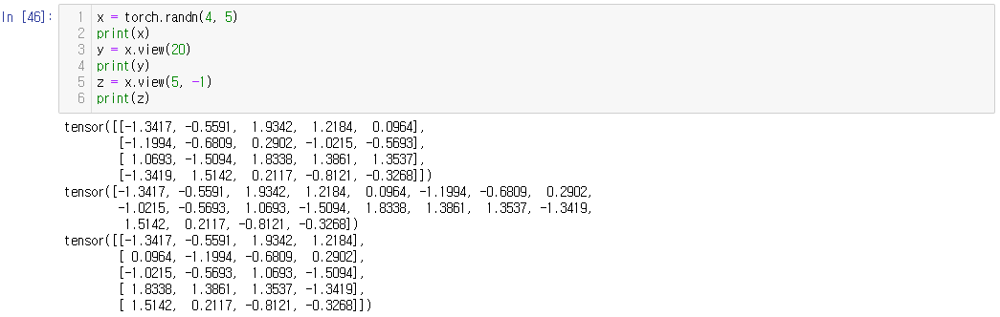 In [46]:
1 x = torch.randn(4, 5)
2 print(x)
3 y = x.view(20)
4 print(y)
5 z = x.view(5, -1)
6 print(z)
tensor([[-1.3417, -0.5591,  1.9342,  1.2184,  0.0964],
        [-1.1994, -0.6809,  0.2902, -1.0215, -0.5693],
        [ 1.0693, -1.5094,  1.8338,  1.3861,  1.3537],
        [-1.3419,  1.5142,  0.2117, -0.8121, -0.3268]])
tensor([-1.3417, -0.5591,  1.9342,  1.2184,  0.0964, -1.1994, -0.6809,  0.2902,
        -1.0215, -0.5693,  1.0693, -1.5094,  1.8338,  1.3861,  1.3537, -1.3419,
         1.5142,  0.2117, -0.8121, -0.3268])
tensor([[-1.3417, -0.5591,  1.9342,  1.2184],
        [ 0.0964, -1.1994, -0.6809,  0.2902],
        [-1.0215, -0.5693,  1.0693, -1.5094],
        [ 1.8338,  1.3861,  1.3537, -1.3419],
        [ 1.5142,  0.2117, -0.8121, -0.3268]])